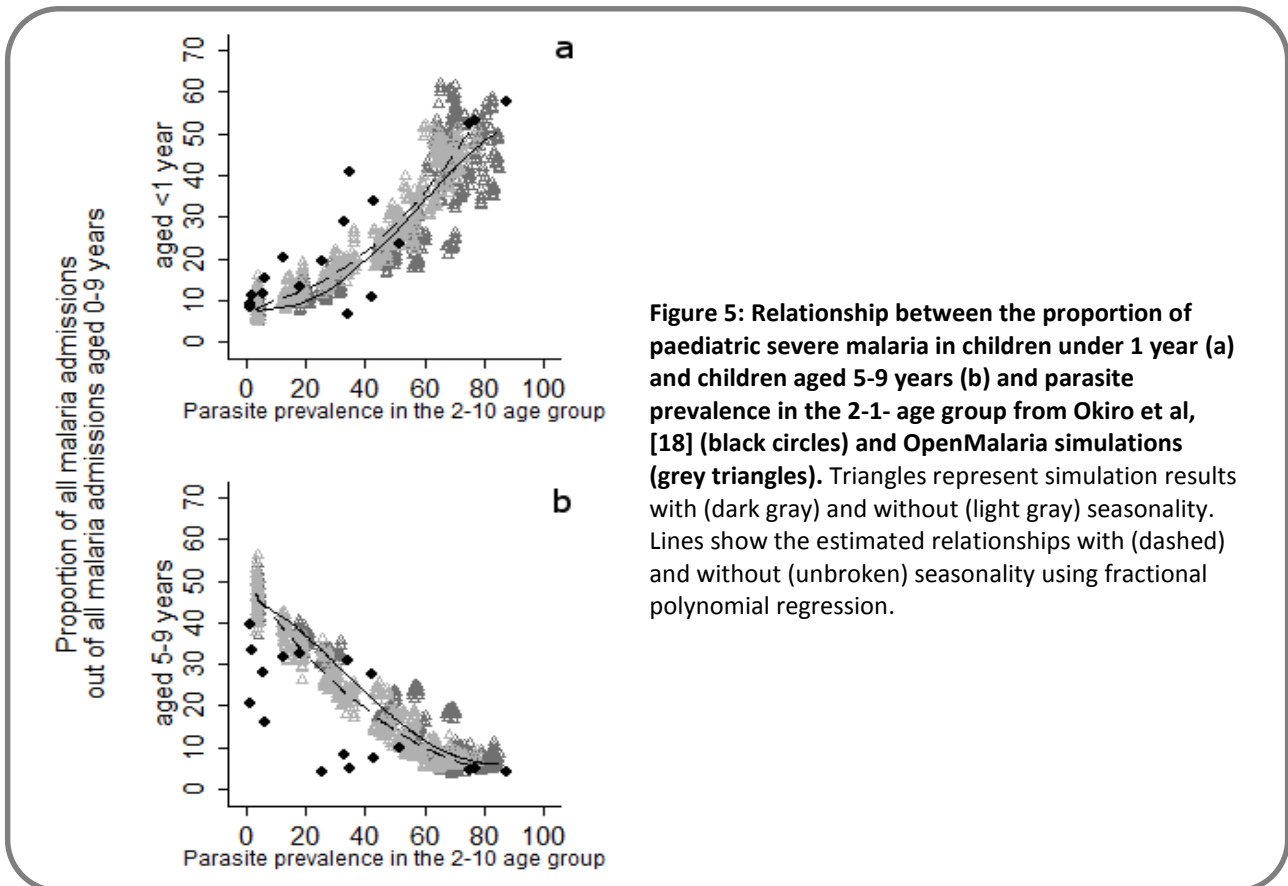 a
70
60
50
40
30
20
10
0
aged <1 year
0 20 40 60 80 100
Parasite prevalence in the 2-10 age group
Proportion of all malaria admissions
out of all malaria admissions aged 0-9 years
b
70
60
50
40
30
20
10
0
aged 5-9 years
0 20 40 60 80 100
Parasite prevalence in the 2-10 age group
Figure 5: Relationship between the proportion of
paediatric severe malaria in children under 1 year (a)
and children aged 5-9 years (b) and parasite
prevalence in the 2-1- age group from Okiro et al,
[18] (black circles) and OpenMalaria simulations
(grey triangles). Triangles represent simulation results
with (dark gray) and without (light gray) seasonality.
Lines show the estimated relationships with (dashed)
and without (unbroken) seasonality using fractional
polynomial regression.